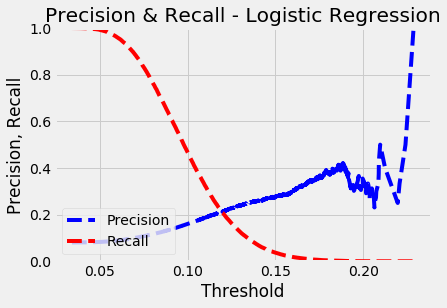 Precision & Recall - Logistic Regression
1.0
0.8
0.6
0.4
0.2
0.0
Precision, Recall
Precision
Recall
0.05 0.10 0.15 0.20
Threshold